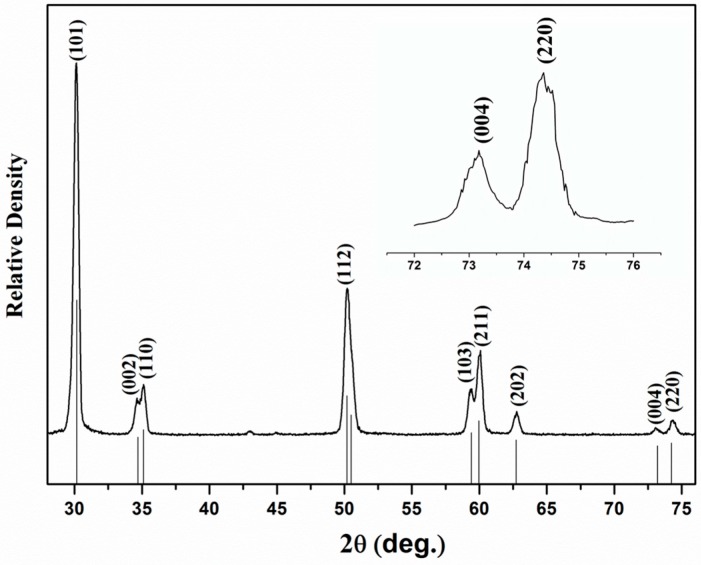 (101)
(220)
(004)
72 73 74 75 76
(112)
(002)
(110)
(103)
(211)
(202)
(004)
(220)
Relative Density
30 35 40 45 50 55 60 65 70 75
2θ (deg.)